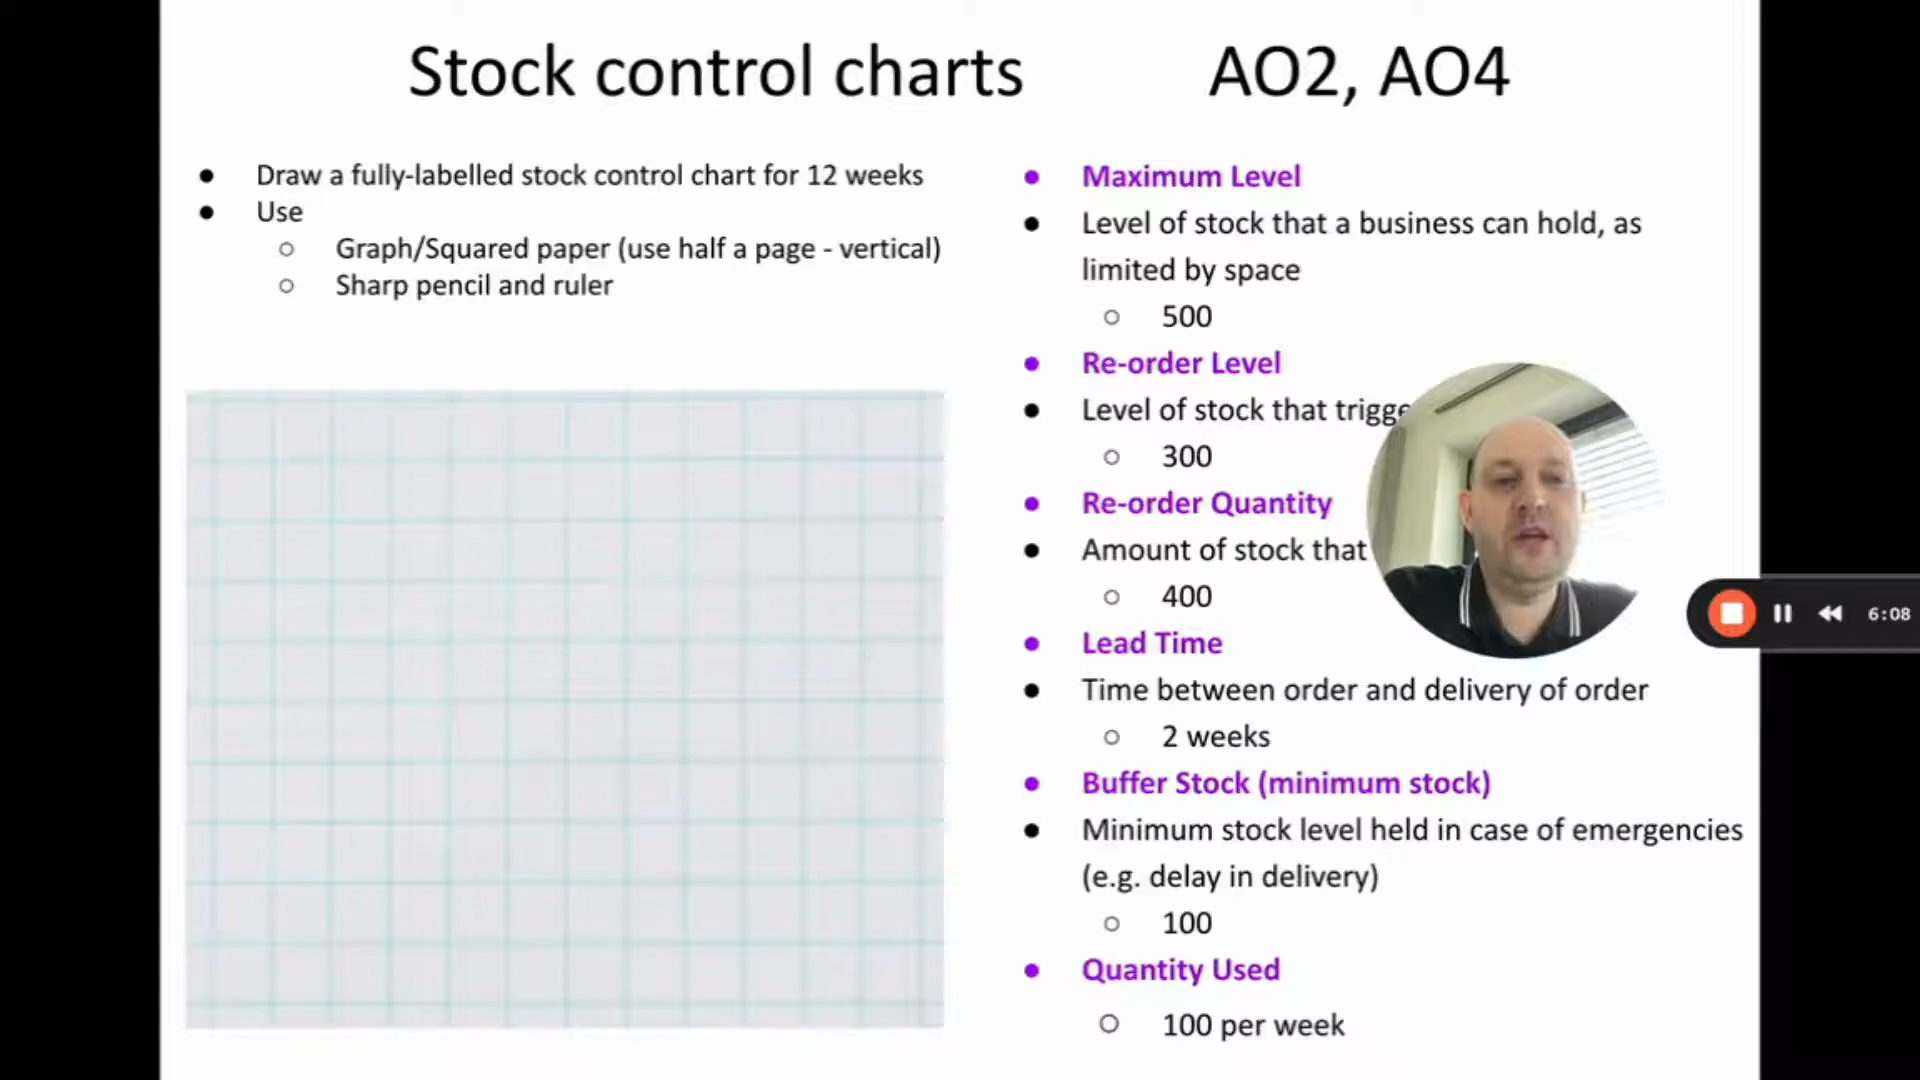 Stock control charts AO2, AO4
Draw a fully-labelled stock control chart for 12 weeks
Use
Graph/Squared paper (use half a page - vertical)
Sharp pencil and ruler
Maximum Level
Level of stock that a business can hold, as
limited by space
500
Re-order Level
Level of stock that
300
Re-order Quantity
Amount of stock that
400
Lead Time
Time between order and delivery of order
2 weeks
Buffer Stock (minimum stock)
Minimum stock level held in case of emergencies
(e.g. delay in delivery)
100
Quantity Used
100 per week
6:08